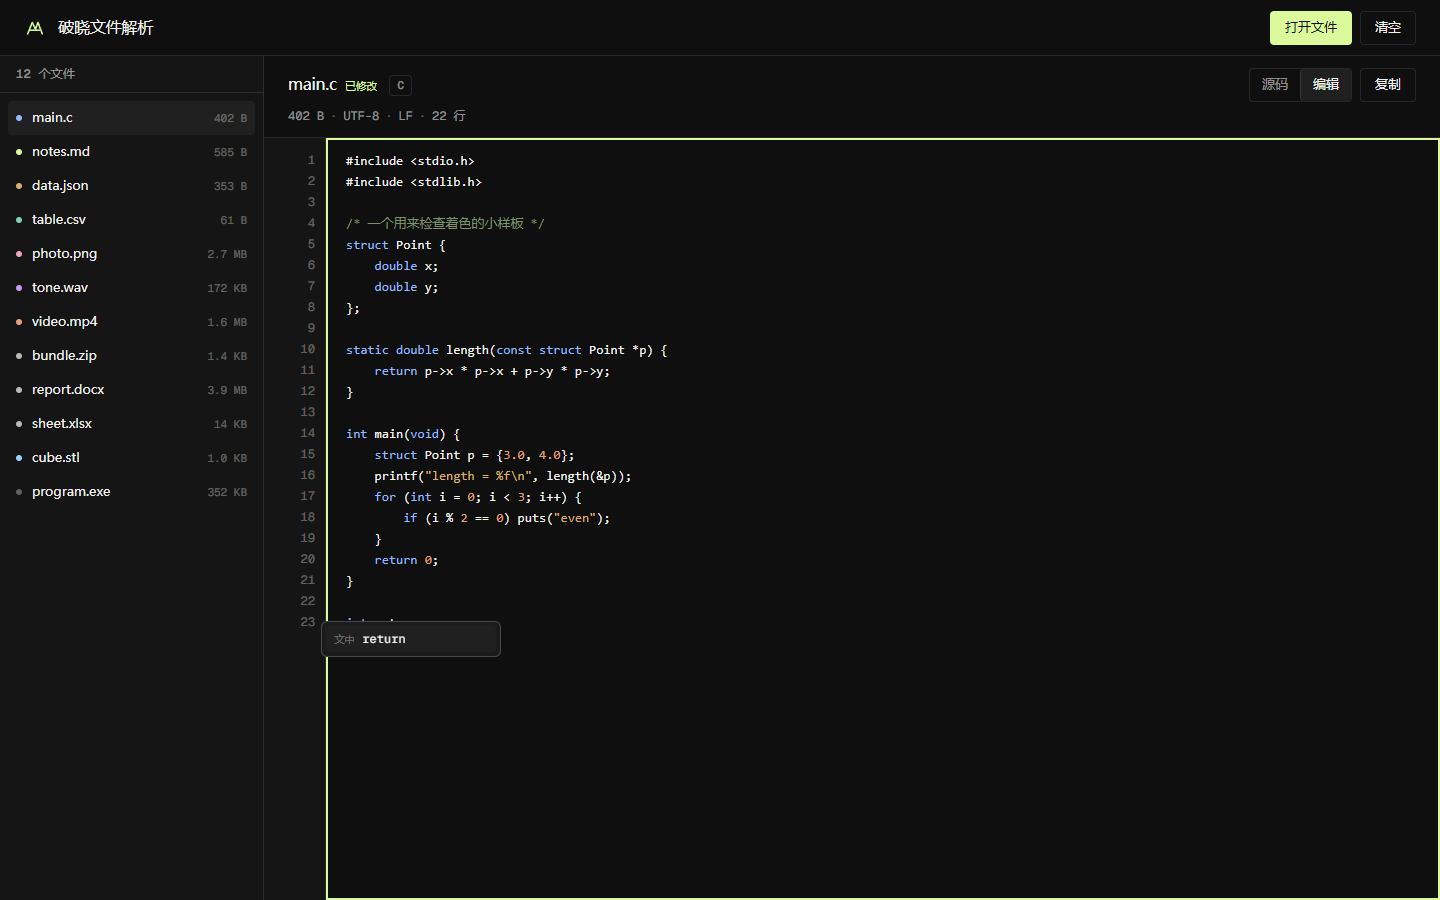 破晓文件解析
打开文件
清空
12 个文件
main.c 402 B
notes.md 585 B
data.json 353 B
table.csv 61 B
photo.png 2.7 MB
tone.wav 172 KB
video.mp4 1.6 MB
bundle.zip 1.4 KB
report.docx 3.9 MB
sheet.xlsx 14 KB
cube.stl 1.0 KB
program.exe 352 KB
main.c 已修改 C
源码 编辑 复制
402 B · UTF-8 · LF · 22 行
1 #include <stdio.h>
2 #include <stdlib.h>
3
4 /* 一个用来检查着色的小样板 */
5 struct Point {
6     double x;
7     double y;
8 };
9
10 static double length(const struct Point *p) {
11     return p->x * p->x + p->y * p->y;
12 }
13
14 int main(void) {
15     struct Point p = {3.0, 4.0};
16     printf("length = %f\n", length(&p));
17     for (int i = 0; i < 3; i++) {
18         if (i % 2 == 0) puts("even");
19     }
20     return 0;
21 }
22
23
文中 return